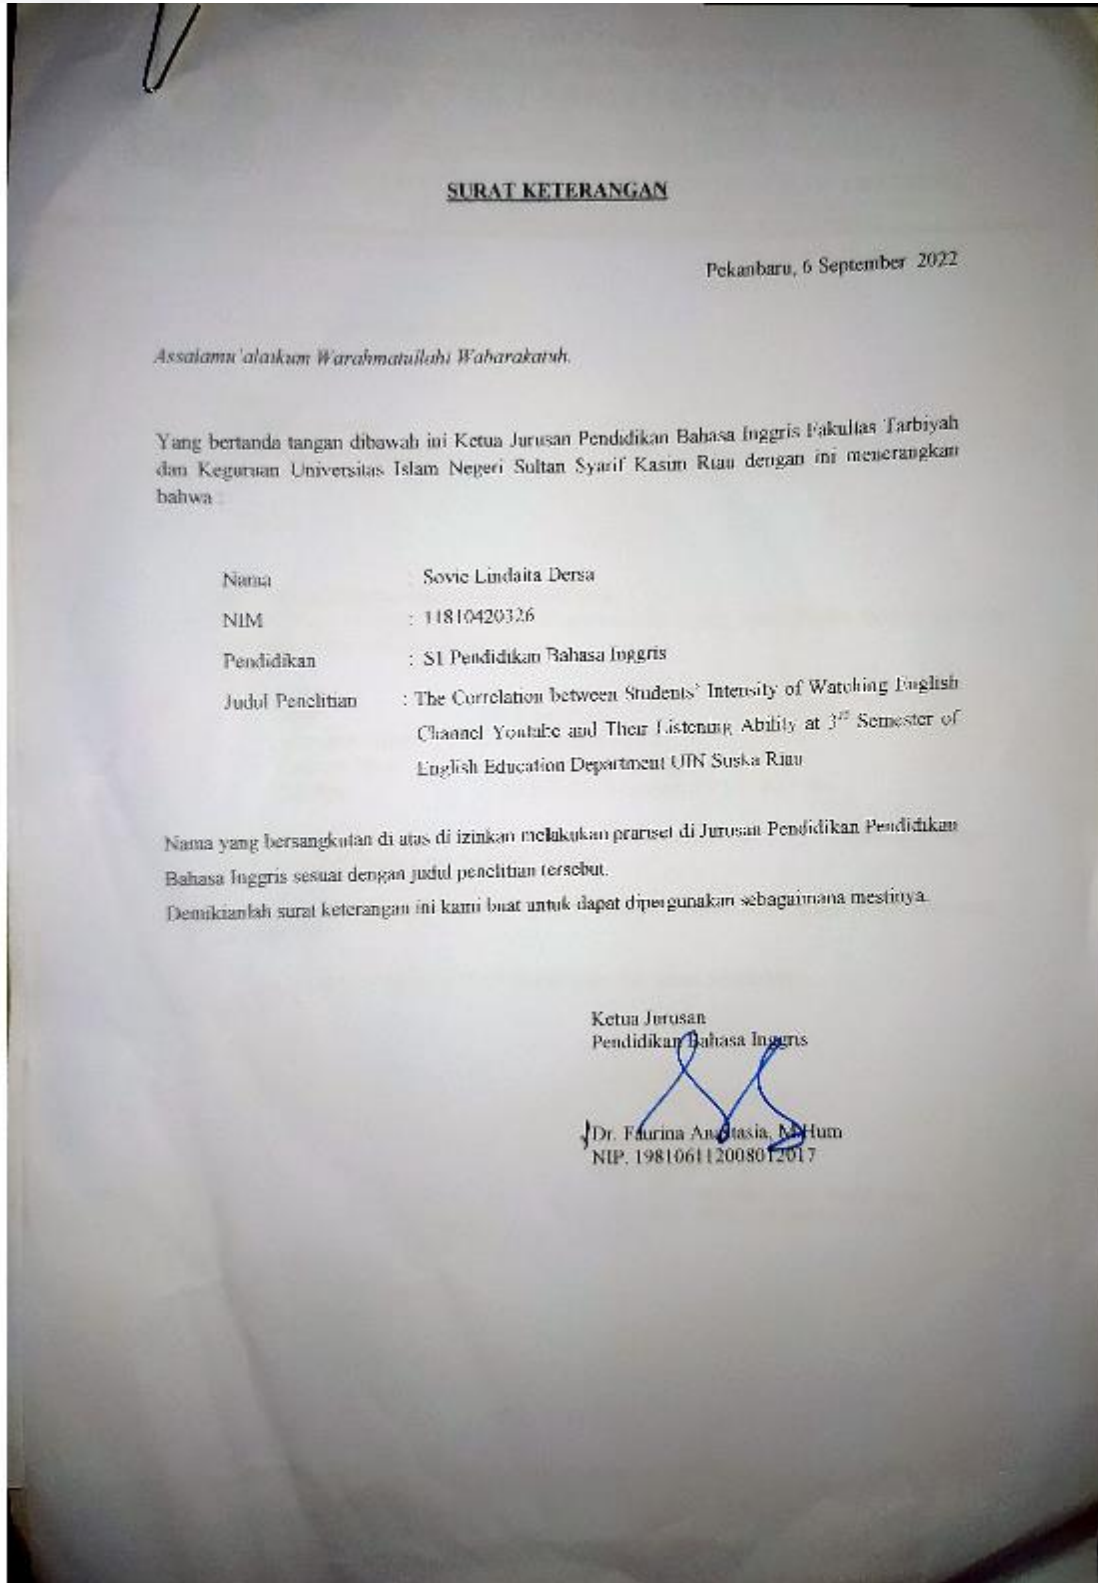 SURAT KETERANGAN
Pekanbaru, 6 September 2022
Assalamu'alaikum Warahmatullahi Wabarakatuh.
Yang bertanda tangan dibawah ini Ketua Jurusan Pendidikan Bahasa Inggris Fakultas Tarbiyah
dan Keguruan Universitas Islam Negeri Sultan Syarif Kasim Riau dengan ini menerangkan
bahwa :
Nama : Sovie Lindaita Dersa
NIM : 11810420326
Pendidikan : S1 Pendidikan Bahasa Inggris
Judul Penelitian : The Correlation between Students' Intensity of Watching English
Channel Youtube and Their Listening Ability at 3rd Semester of
English Education Department UIN Suska Riau
Nama yang bersangkutan di atas di izinkan melakukan prariset di Jurusan Pendidikan Pendidikan
Bahasa Inggris sesuai dengan judul penelitian tersebut.
Demikianlah surat keterangan ini kami buat untuk dapat dipergunakan sebagaimana mestinya.
Ketua Jurusan
Pendidikan Bahasa Inggris
Dr. Faurina Anastasia, M.Hum
NIP. 198106112008012017